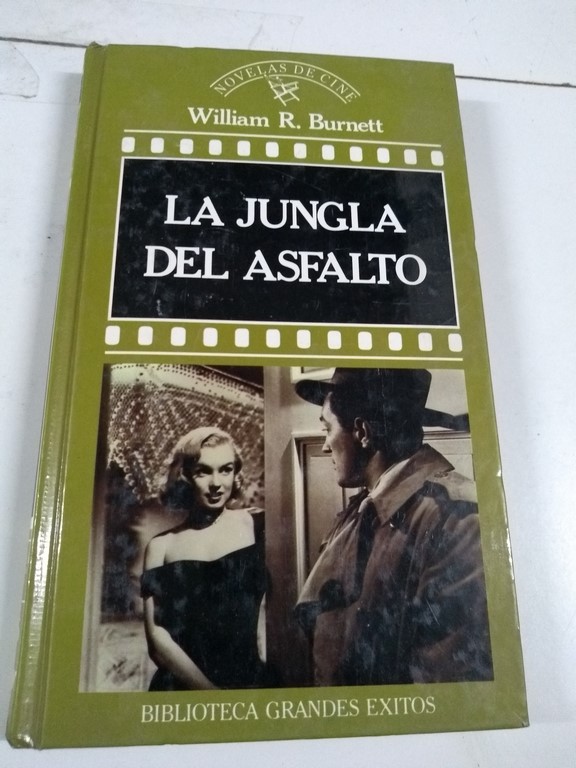 NOVELAS DE CINE
William R. Burnett
LA JUNGLA
DEL ASFALTO
BIBLIOTECA GRANDES EXITOS